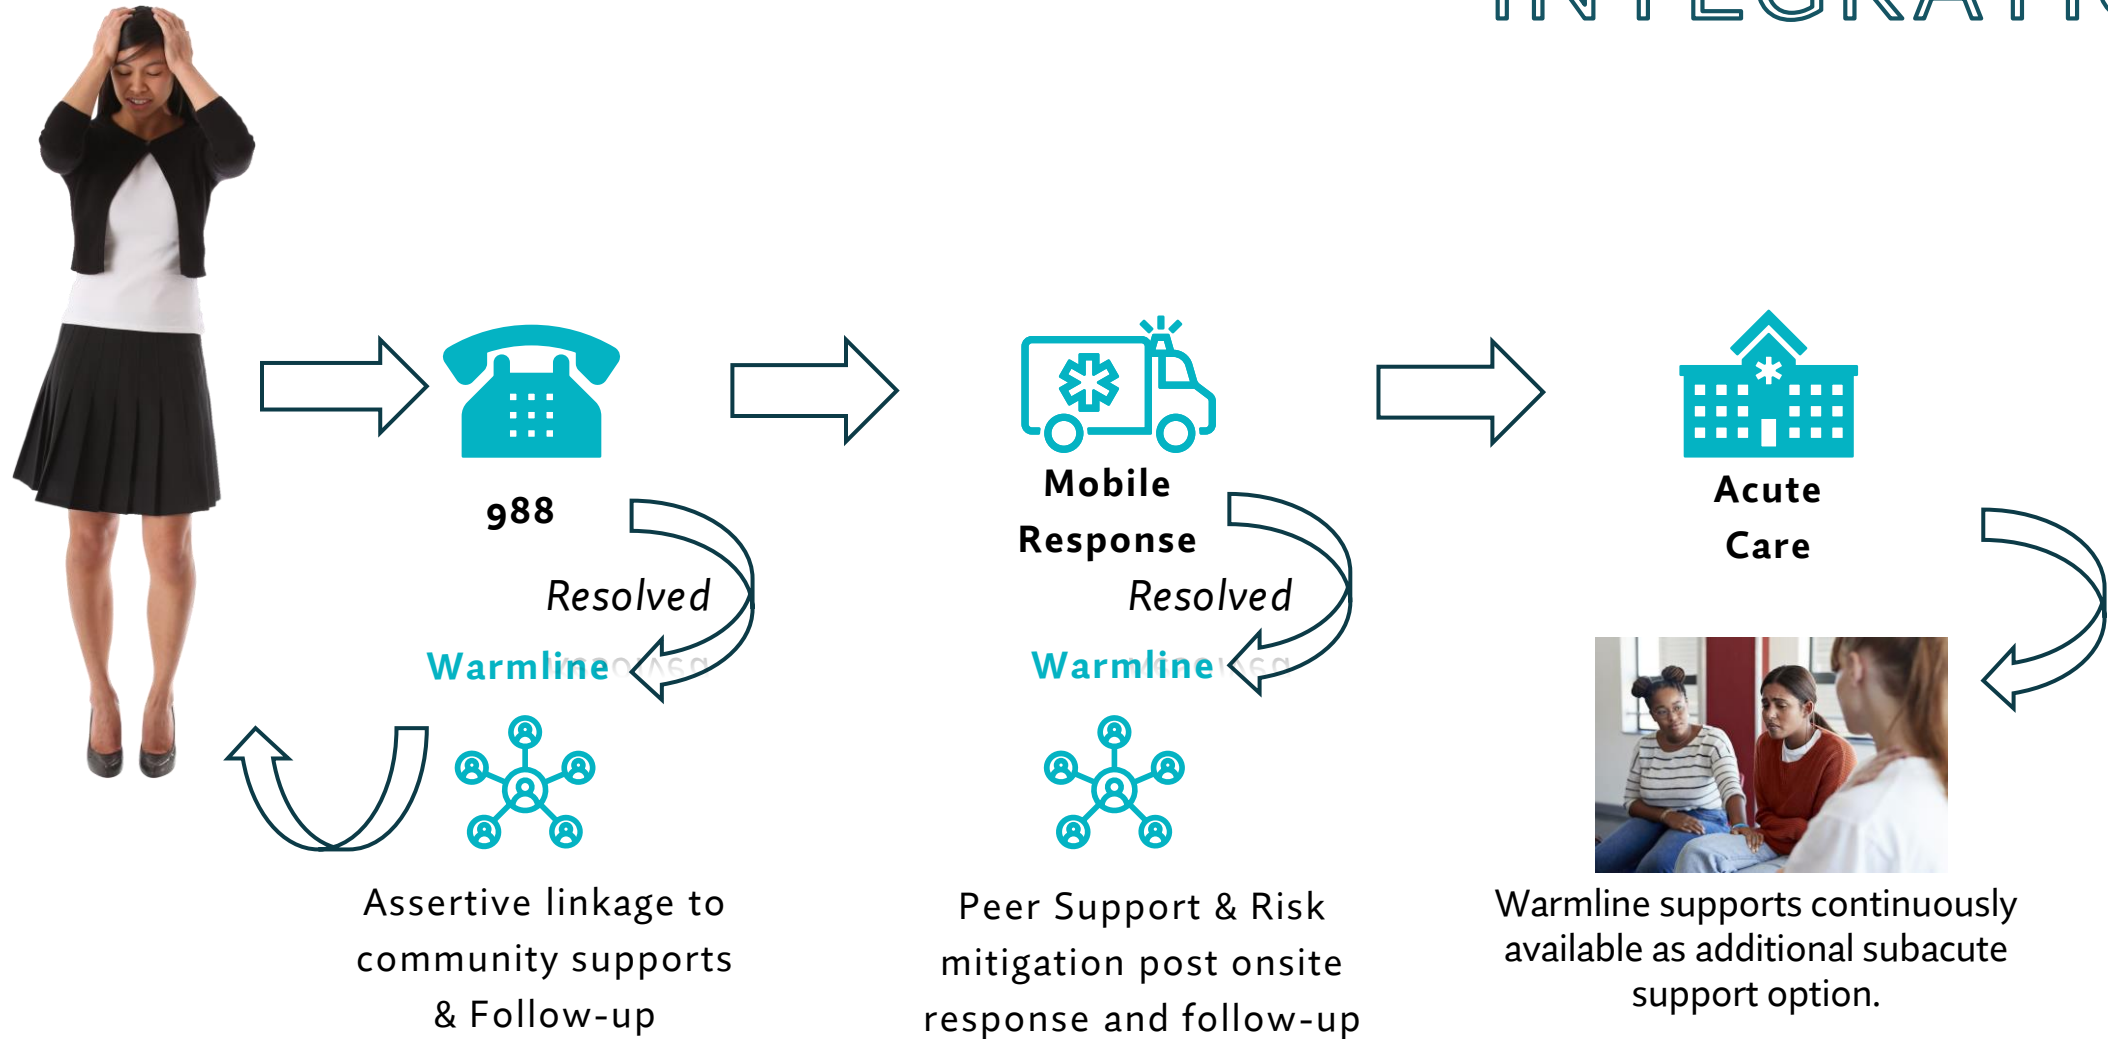 988
Resolved
Warmline
Assertive linkage to
community supports
& Follow-up
Mobile
Response
Resolved
Warmline
Peer Support & Risk
mitigation post onsite
response and follow-up
Acute
Care
Warmline supports continuously
available as additional subacute
support option.